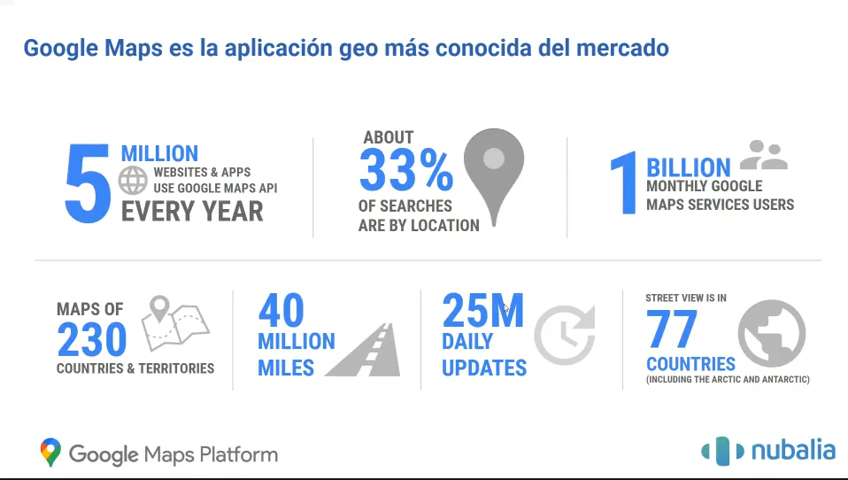 Google Maps es la aplicación geo más conocida del mercado
5 MILLION
WEBSITES & APPS
USE GOOGLE MAPS API
EVERY YEAR
ABOUT
33%
OF SEARCHES
ARE BY LOCATION
1 BILLION
MONTHLY GOOGLE
MAPS SERVICES USERS
MAPS OF
230
COUNTRIES & TERRITORIES
40
MILLION
MILES
25M
DAILY
UPDATES
STREET VIEW IS IN
77
COUNTRIES
(INCLUDING THE ARCTIC AND ANTARCTIC)
Google Maps Platform
nubalia